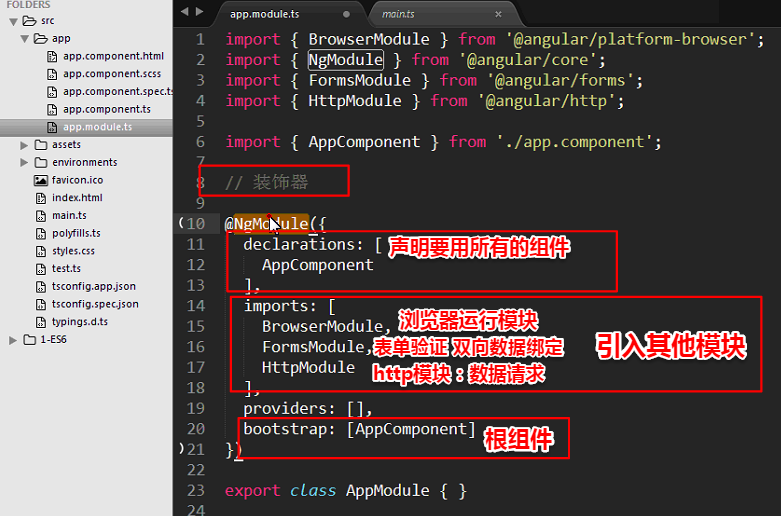 FOLDERS
src
app
app.component.html
app.component.scss
app.component.spec.ts
app.component.ts
app.module.ts
assets
environments
favicon.ico
index.html
main.ts
polyfills.ts
styles.css
test.ts
tsconfig.app.json
tsconfig.spec.json
typings.d.ts
1-ES6
app.module.ts
main.ts
1 import { BrowserModule } from '@angular/platform-browser';
2 import { NgModule } from '@angular/core';
3 import { FormsModule } from '@angular/forms';
4 import { HttpModule } from '@angular/http';
5
6 import { AppComponent } from './app.component';
7
8 // 装饰器
9
10 @NgModule({
11 declarations: [ 声明要用所有的组件
12 AppComponent
13 ],
14 imports: [
15 BrowserModule, 浏览器运行模块
16 FormsModule, 表单验证 双向数据绑定 引入其他模块
17 HttpModule http模块：数据请求
18 ],
19 providers: [],
20 bootstrap: [AppComponent] 根组件
21 })
22
23 export class AppModule { }
24